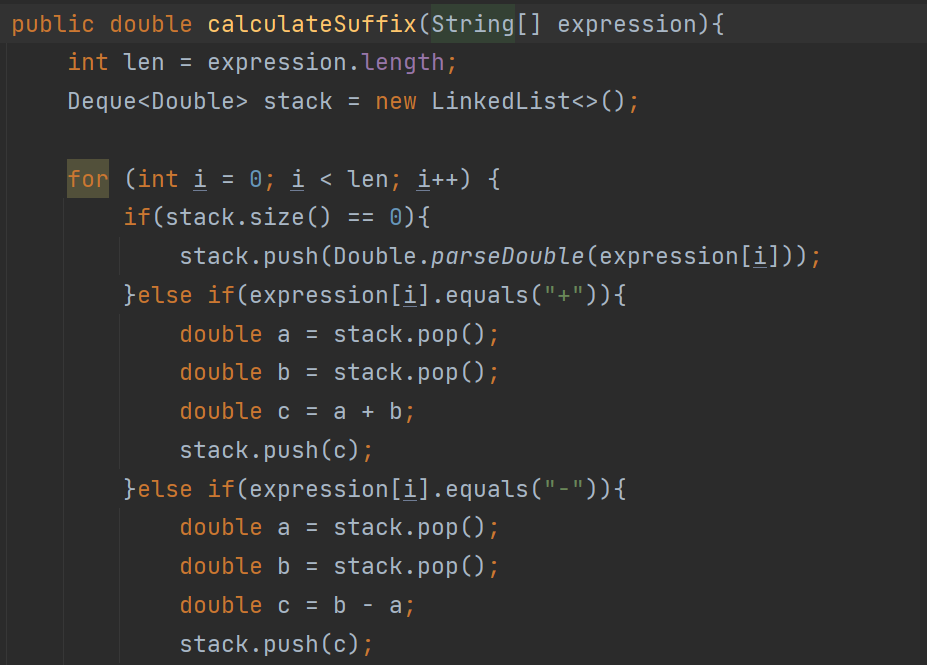 public double calculateSuffix(String[] expression){
    int len = expression.length;
    Deque<Double> stack = new LinkedList<>();

    for (int i = 0; i < len; i++) {
        if(stack.size() == 0){
            stack.push(Double.parseDouble(expression[i]));
        }else if(expression[i].equals("+")){
            double a = stack.pop();
            double b = stack.pop();
            double c = a + b;
            stack.push(c);
        }else if(expression[i].equals("-")){
            double a = stack.pop();
            double b = stack.pop();
            double c = b - a;
            stack.push(c);